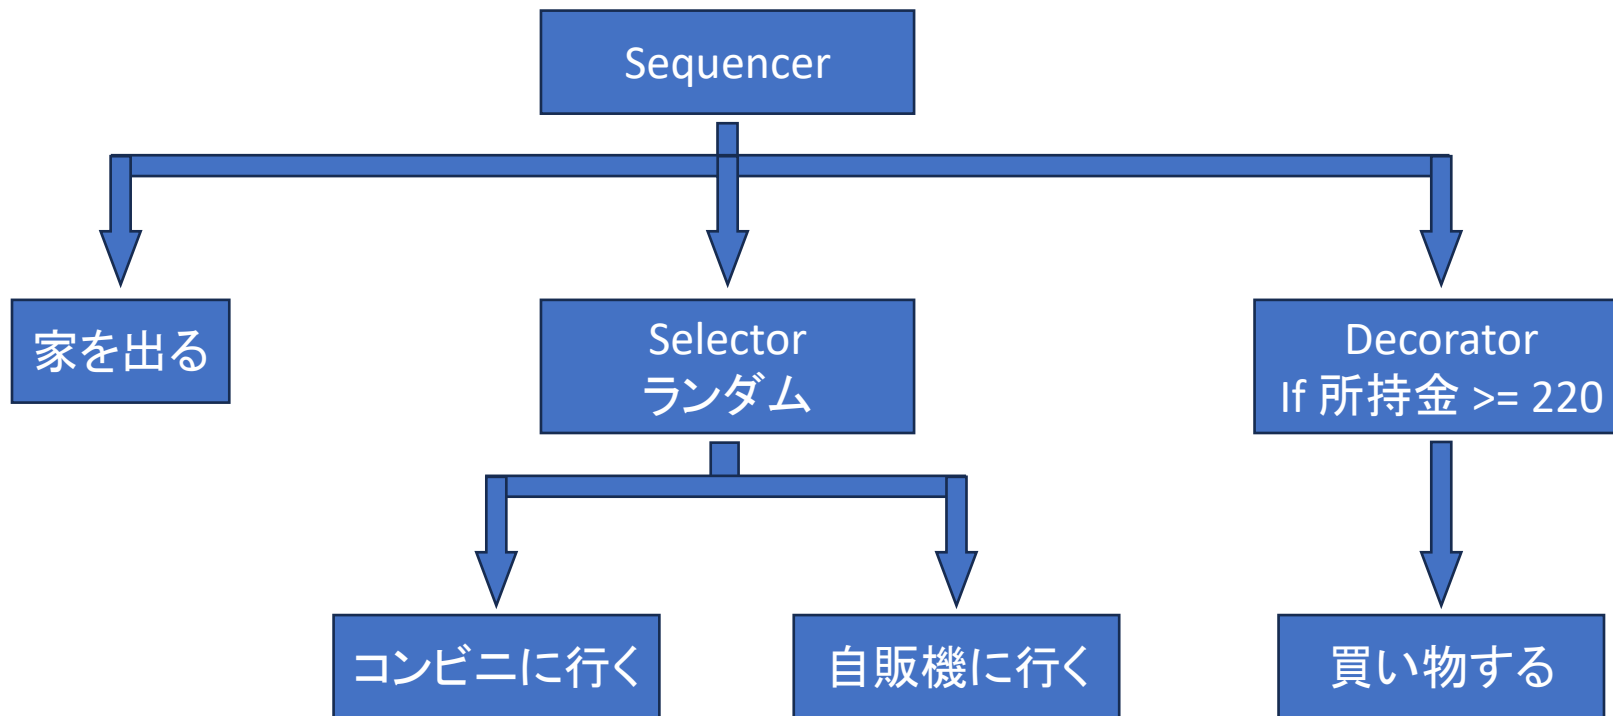 Sequencer
家を出る
Selector
ランダム
Decorator
If 所持金 >= 220
コンビニに行く
自販機に行く
買い物する